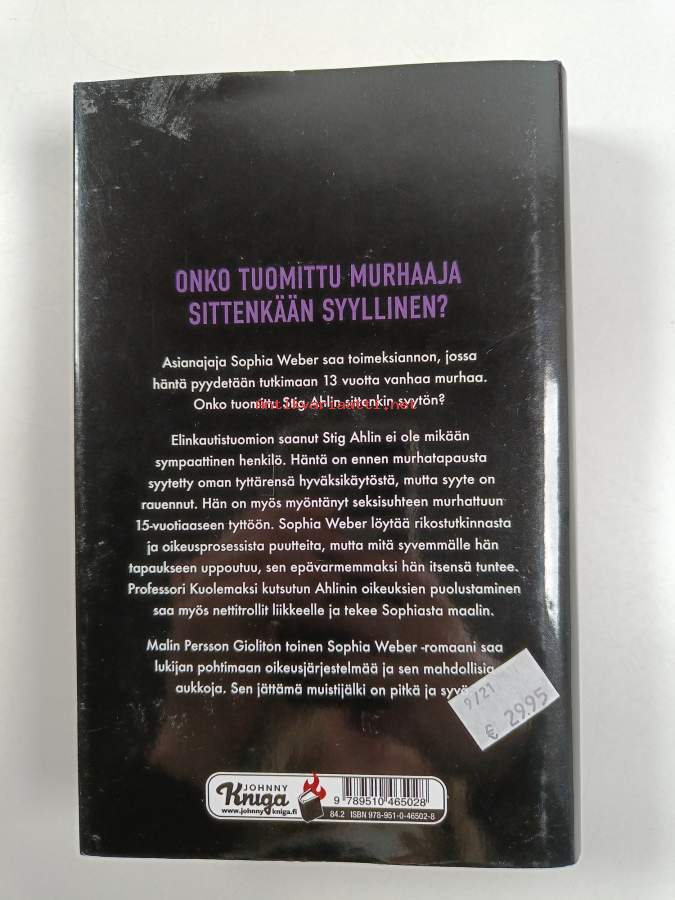 ONKO TUOMITTU MURHAAJA
SITTENKÄÄN SYYLLINEN?
Asianajaja Sophia Weber saa toimeksiannon, jossa
häntä pyydetään tutkimaan 13 vuotta vanhaa murhaa.
Onko tuomittu Stig Ahlin sittenkin syytön?
antikvariaatti.net
Elinkautistuomion saanut Stig Ahlin ei ole mikään
sympaattinen henkilö. Häntä on ennen murhatapausta
syytetty oman tyttärensä hyväksikäytöstä, mutta syyte on
rauennut. Hän on myös myöntänyt seksisuhteen murhattuun
15-vuotiaaseen tyttöön. Sophia Weber löytää rikostutkinnasta
ja oikeusprosessista puutteita, mutta mitä syvemmälle hän
tapaukseen uppoutuu, sen epävarmemmaksi hän itsensä tuntee.
Professori Kuolemaksi kutsutun Ahlinin oikeuksien puolustaminen
saa myös nettitrollit liikkeelle ja tekee Sophiasta maalin.
Malin Persson Gioliton toinen Sophia Weber -romaani saa
lukijan pohtimaan oikeusjärjestelmää ja sen mahdollisia
aukkoja. Sen jättämä muistijälki on pitkä ja syvä
9/21
€ 29.95
JOHNNY
Kniga
www.johnnykniga.fi
9 789510 465028
84.2 ISBN 978-951-0-46502-8